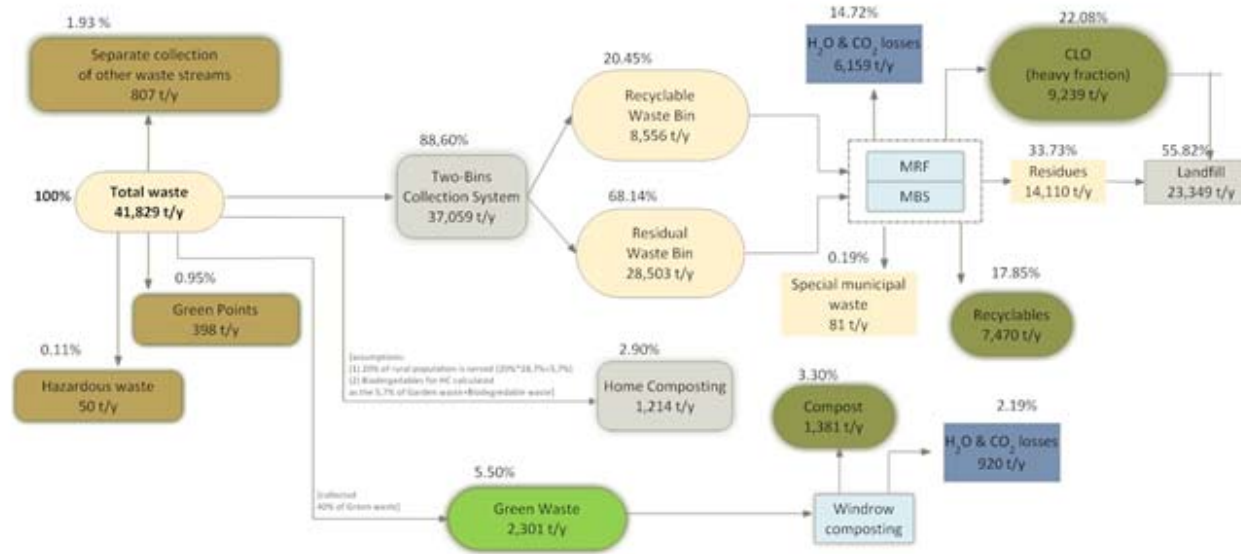 1.93 %
Separate collection
of other waste streams
807 t/y
100%
Total waste
41,829 t/y
0.95%
Green Points
398 t/y
0.11%
Hazardous waste
50 t/y
88,60%
Two-Bins
Collection System
37,059 t/y
20.45%
Recyclable
Waste Bin
8,556 t/y
68.14%
Residual
Waste Bin
28,503 t/y
14.72%
H₂O & CO₂ losses
6,159 t/y
22.08%
CLO
(heavy fraction)
9,239 t/y
MRF
MBS
33.73%
Residues
14,110 t/y
55.82%
Landfill
23,349 t/y
0.19%
Special municipal
waste
81 t/y
17.85%
Recyclables
7,470 t/y
[assumptions:
(1) 20% of rural population is served
(2) Biodegradables for HC calculated
as the 5,7% of Garden waste+Biodegradable waste]
2.90%
Home Composting
1,214 t/y
3.30%
Compost
1,381 t/y
2.19%
H₂O & CO₂ losses
920 t/y
[collected
40% of Green waste]
5.50%
Green Waste
2,301 t/y
Windrow
composting